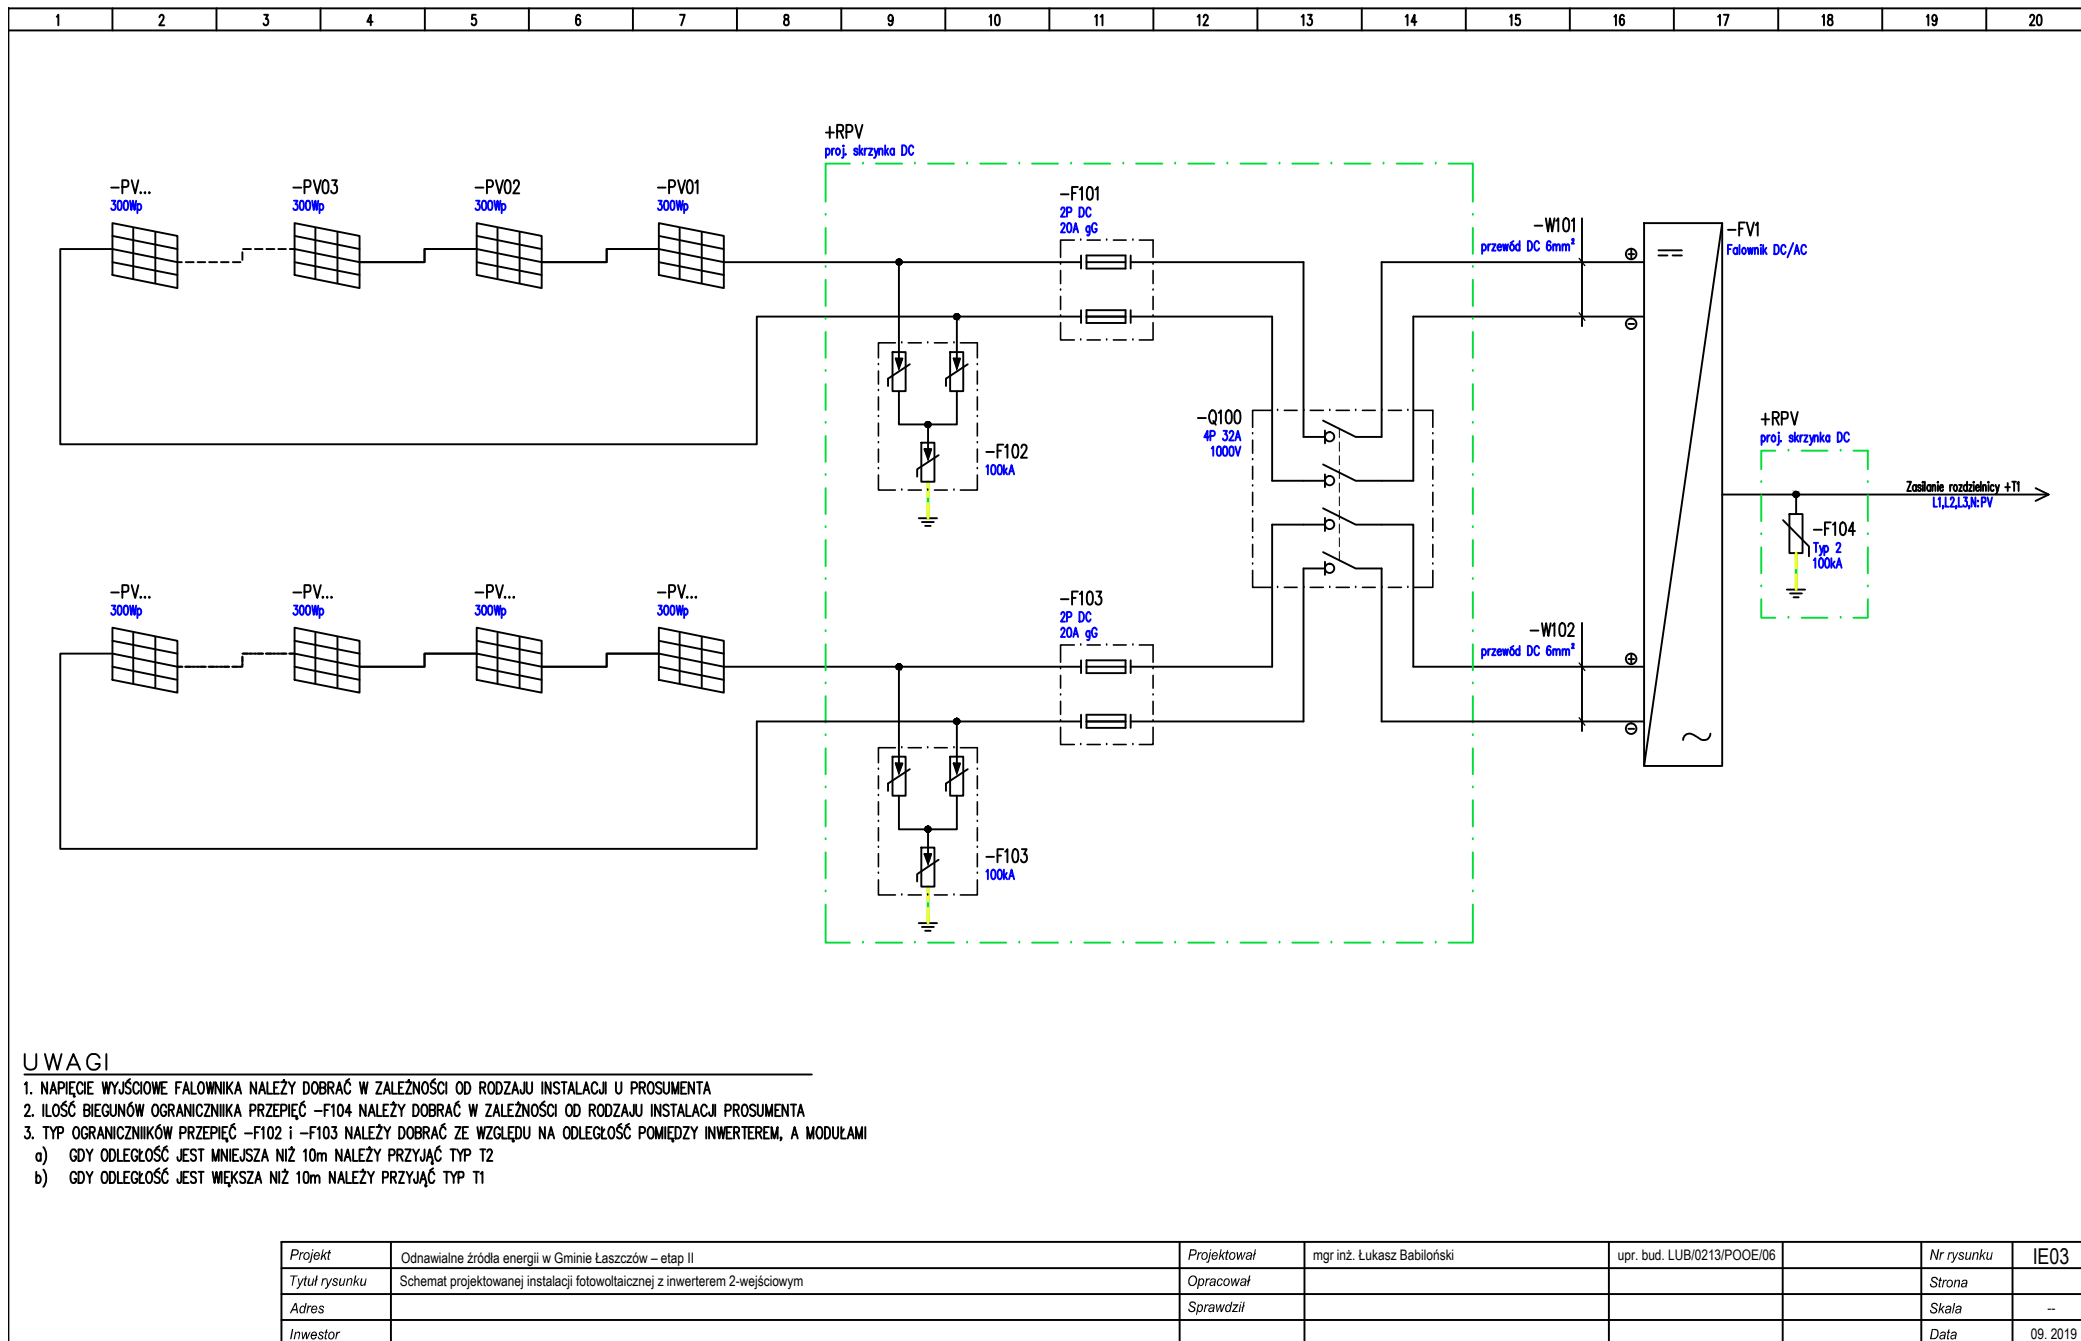 1 2 3 4 5 6 7 8 9 10 11 12 13 14 15 16 17 18 19 20
+RPV
proj. skrzynka DC
-PV...
300Wp
-PV03
300Wp
-PV02
300Wp
-PV01
300Wp
-F101
2P DC
20A gG
-W101
przewód DC 6mm²
-FV1
Falownik DC/AC
-Q100
4P 32A
1000V
-F102
100kA
+RPV
proj. skrzynka DC
Zasilanie rozdzielnicy +T1
L1,L2,L3,N:PV
-F104
Typ 2
100kA
-PV...
300Wp
-PV...
300Wp
-PV...
300Wp
-PV...
300Wp
-F103
2P DC
20A gG
-W102
przewód DC 6mm²
-F103
100kA
UWAGI
1. NAPIĘCIE WYJŚCIOWE FALOWNIKA NALEŻY DOBRAĆ W ZALEŻNOŚCI OD RODZAJU INSTALACJI U PROSUMENTA
2. ILOŚĆ BIEGUNÓW OGRANICZNIIKA PRZEPIĘĆ -F104 NALEŻY DOBRAĆ W ZALEŻNOŚCI OD RODZAJU INSTALACJI PROSUMENTA
3. TYP OGRANICZNIIKÓW PRZEPIĘĆ -F102 i -F103 NALEŻY DOBRAĆ ZE WZGLĘDU NA ODLEGŁOŚĆ POMIĘDZY INWERTEREM, A MODUŁAMI
a) GDY ODLEGŁOŚĆ JEST MNIEJSZA NIŻ 10m NALEŻY PRZYJĄĆ TYP T2
b) GDY ODLEGŁOŚĆ JEST WIĘKSZA NIŻ 10m NALEŻY PRZYJĄĆ TYP T1
Projekt Odnawialne źródła energii w Gminie Łaszczów – etap II Projektował mgr inż. Łukasz Babiloński upr. bud. LUB/0213/POOE/06 Nr rysunku IE03
Tytuł rysunku Schemat projektowanej instalacji fotowoltaicznej z inwerterem 2-wejściowym Opracował Strona
Adres Sprawdził Skala --
Inwestor Data 09. 2019